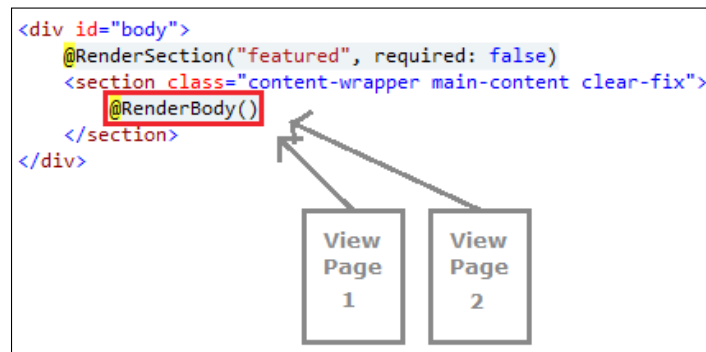 <div id="body">
@RenderSection("featured", required: false)
<section class="content-wrapper main-content clear-fix">
@RenderBody()
</section>
</div>
View Page 1
View Page 2